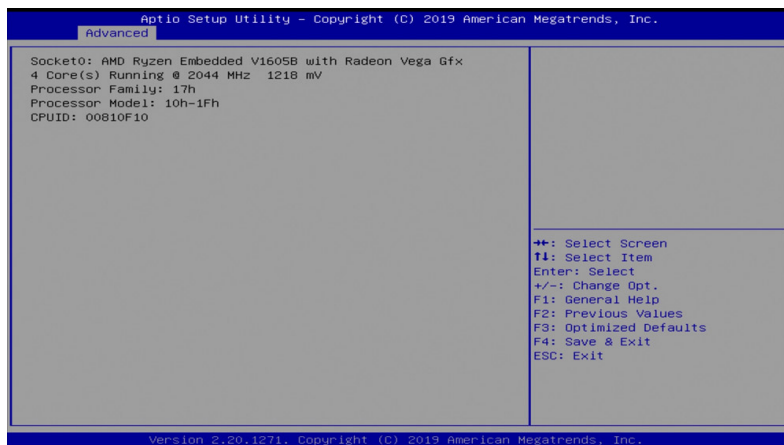 Aptio Setup Utility – Copyright (C) 2019 American Megatrends, Inc.
Advanced
Socket0: AMD Ryzen Embedded V1605B with Radeon Vega Gfx
4 Core(s) Running @ 2044 MHz 1218 mV
Processor Family: 17h
Processor Model: 10h-1Fh
CPUID: 00810F10
→←: Select Screen
↑↓: Select Item
Enter: Select
+/-: Change Opt.
F1: General Help
F2: Previous Values
F3: Optimized Defaults
F4: Save & Exit
ESC: Exit
Version 2.20.1271. Copyright (C) 2019 American Megatrends, Inc.